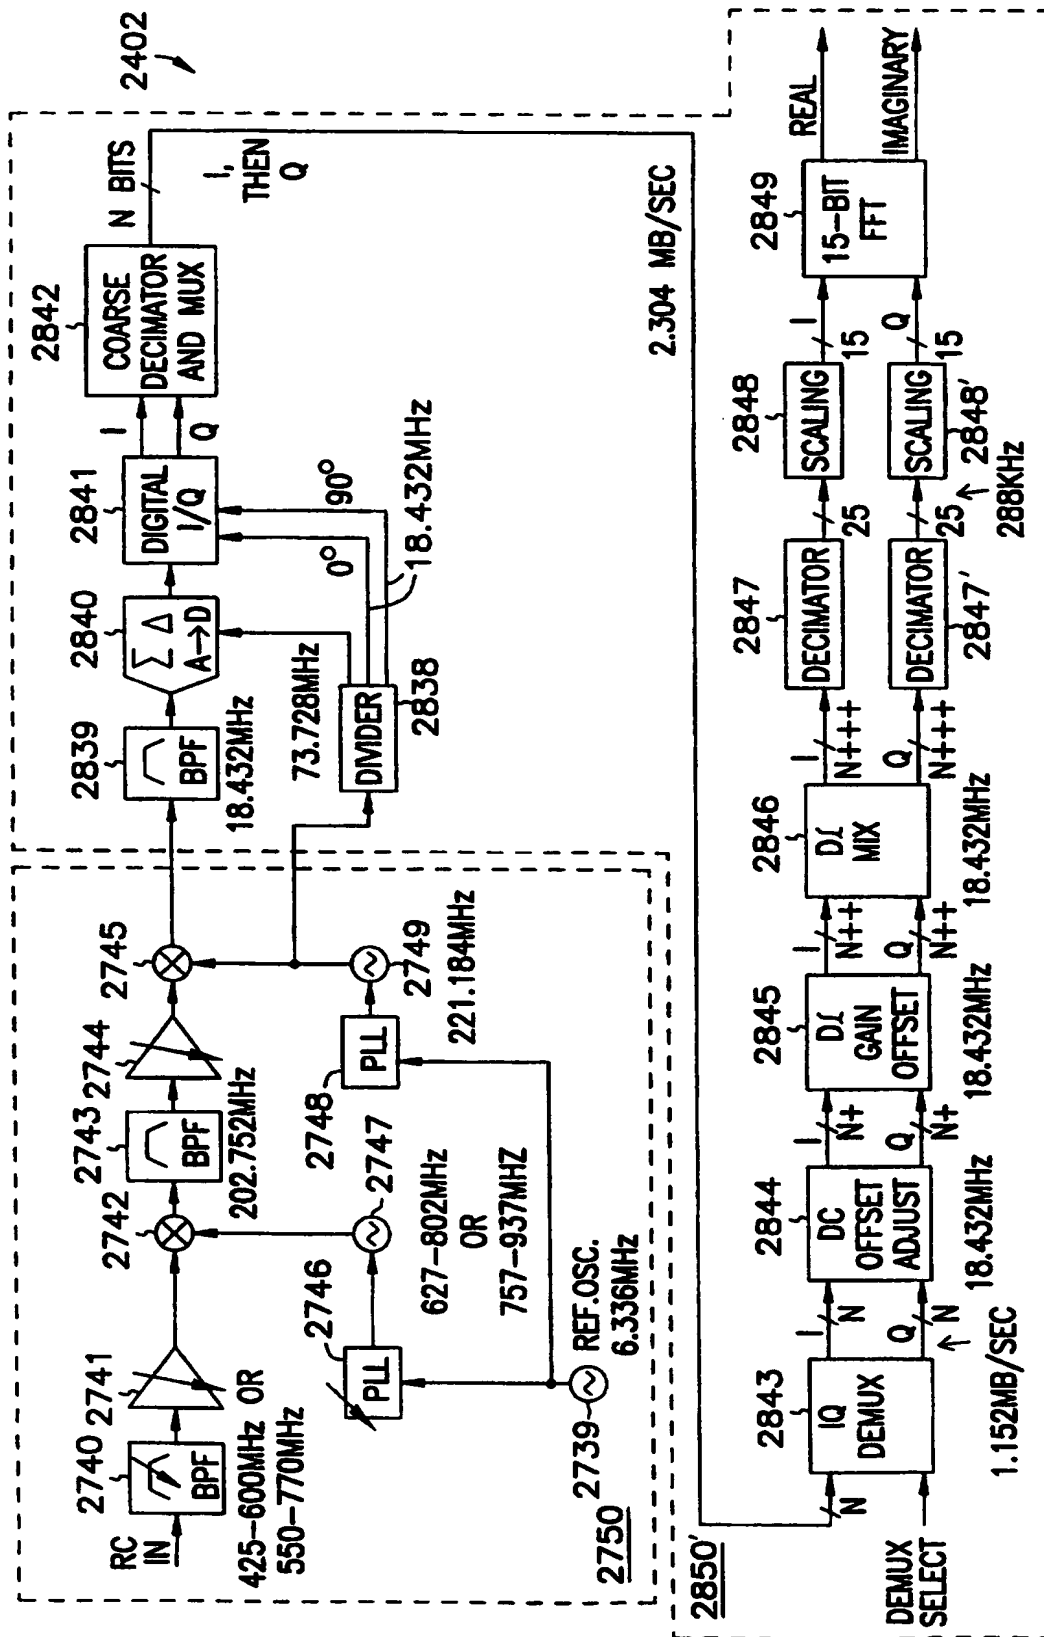 2402
RC
IN
2740
BPF
425-600MHz OR
550-770MHz
2741
2742
2743
BPF
202.752MHz
2744
2745
2746
PLL
2747
627-802MHz
OR
757-937MHZ
2748
PLL
2749
221.184MHz
2739
REF.OSC.
6.336MHz
2750
2839
BPF
18.432MHz
2840
Σ Δ
A→D
2841
DIGITAL
I/Q
I
Q
2842
COARSE
DECIMATOR
AND MUX
N BITS
I,
THEN
Q
73.728MHz
DIVIDER
2838
0°
90°
18.432MHz
2.304 MB/SEC
2850'
N
DEMUX
SELECT
2843
IQ
DEMUX
I
N
Q
N
1.152MB/SEC
2844
DC
OFFSET
ADJUST
18.432MHz
I
N+
Q
N+
2845
D∫
GAIN
OFFSET
18.432MHz
I
N++
Q
N++
2846
D∫
MIX
18.432MHz
I
N+++
Q
N+++
2847
DECIMATOR
DECIMATOR
2847'
25
25
288KHz
2848
SCALING
SCALING
2848'
I
15
Q
15
2849
15-BIT
FFT
REAL
IMAGINARY